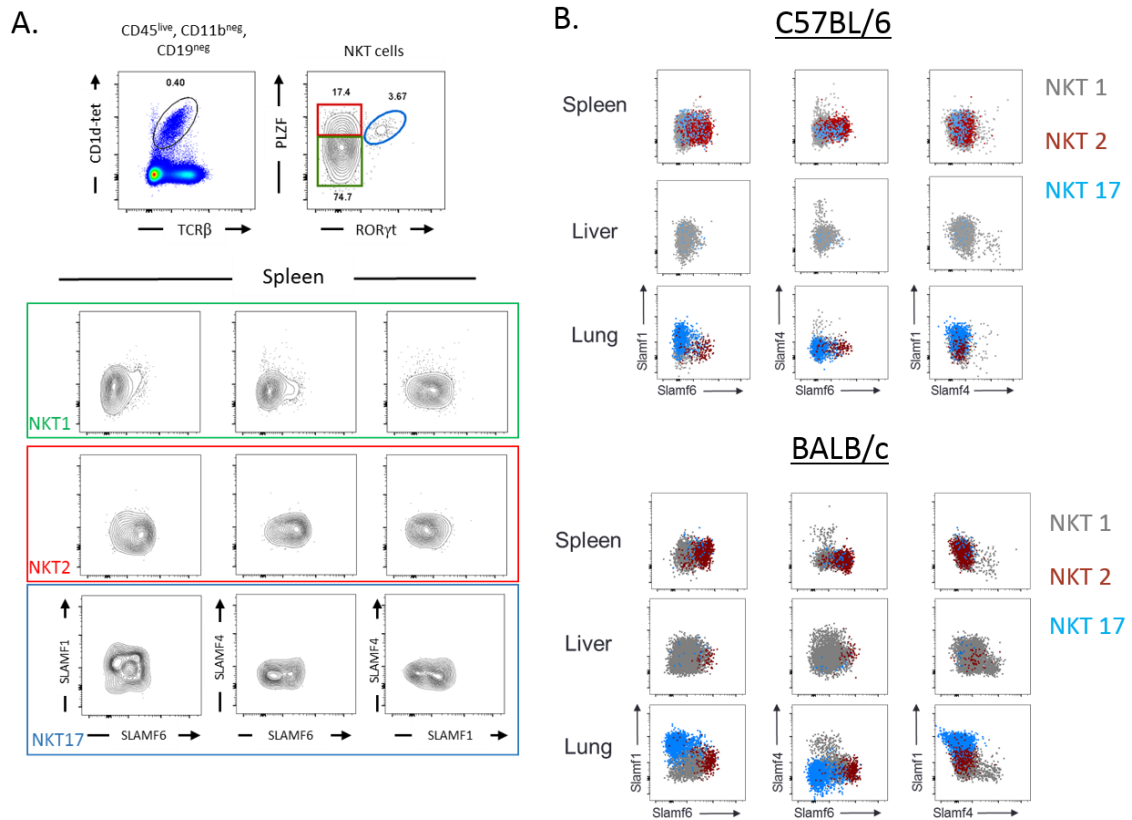 A.
CD45live, CD11bneg,
CD19neg
NKT cells
0.40
CD1d-tet
TCRβ
17.4
3.67
74.7
PLZF
RORγt
Spleen
NKT1
NKT2
NKT17
SLAMF1
SLAMF6
SLAMF4
SLAMF6
SLAMF4
SLAMF1
B.
C57BL/6
Spleen
Liver
Lung
NKT 1
NKT 2
NKT 17
Slamf1
Slamf6
Slamf4
Slamf6
Slamf1
Slamf4
BALB/c
Spleen
Liver
Lung
NKT 1
NKT 2
NKT 17
Slamf1
Slamf6
Slamf4
Slamf6
Slamf1
Slamf4